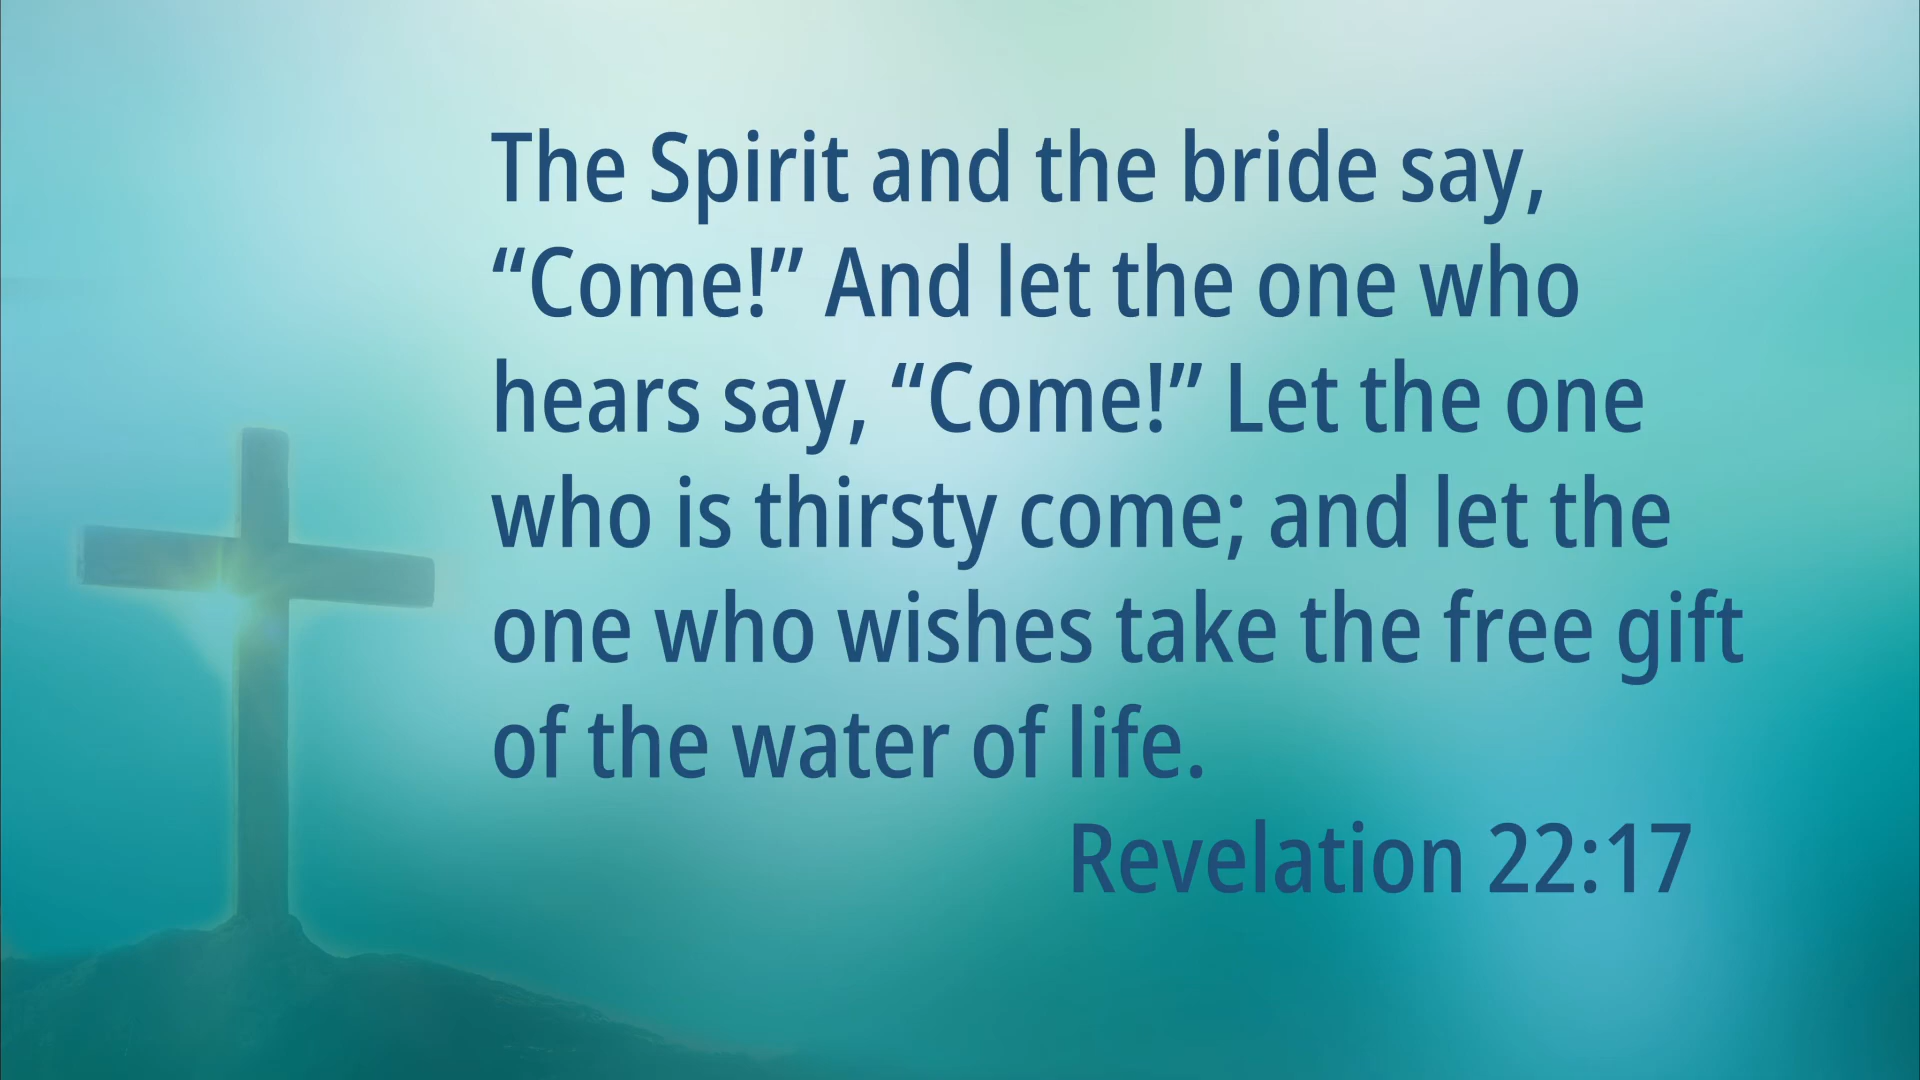 The Spirit and the bride say,
“Come!” And let the one who
hears say, “Come!” Let the one
who is thirsty come; and let the
one who wishes take the free gift
of the water of life.
Revelation 22:17